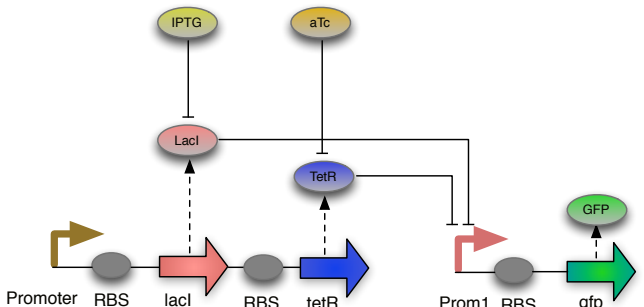 IPTG aTc
LacI
TetR
GFP
Promoter RBS lacI RBS tetR Prom1 RBS gfp